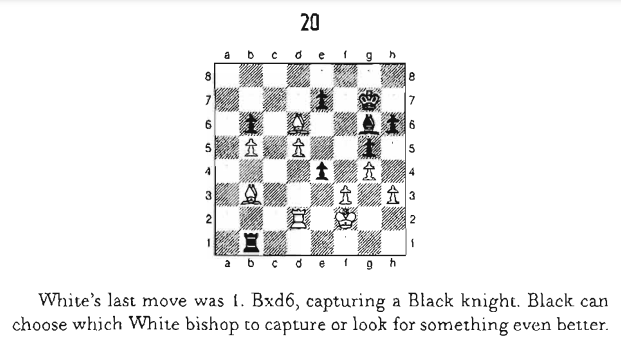 20
a b c d e f g h
8 8
7 7
6 6
5 5
4 4
3 3
2 2
1 1
a b c d e f g h
White's last move was 1. Bxd6, capturing a Black knight. Black can
choose which White bishop to capture or look for something even better.